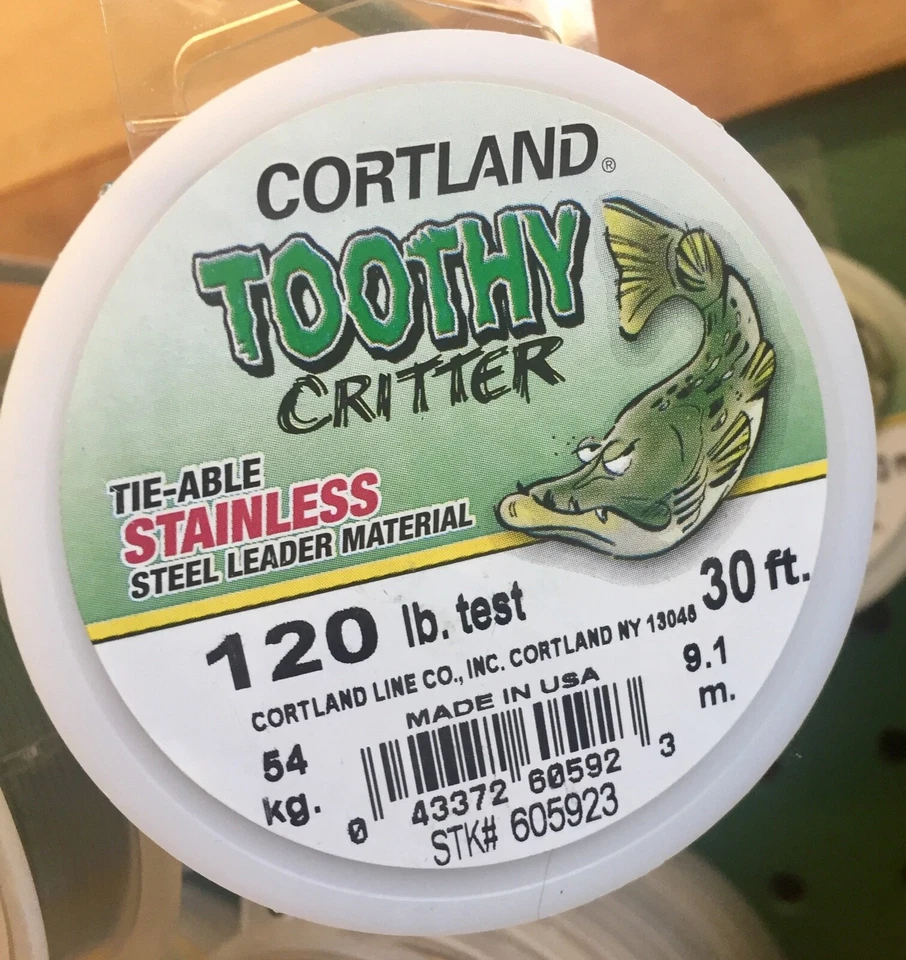 CORTLAND®
TOOTHY
CRITTER
TIE-ABLE
STAINLESS
STEEL LEADER MATERIAL
120 lb. test
30 ft.
CORTLAND LINE CO., INC. CORTLAND NY 13046
9.1
m.
MADE IN USA
54
kg.
0 43372 60592 3
STK# 605923